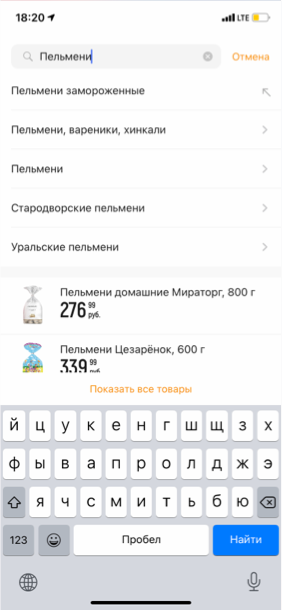 18:20
LTE
Пельмени
Отмена
Пельмени замороженные
Пельмени, вареники, хинкали
Пельмени
Стародворские пельмени
Уральские пельмени
Пельмени домашние Мираторг, 800 г
276 99 руб.
Пельмени Цезарёнок, 600 г
339 99 руб.
Показать все товары
й ц у к е н г ш щ з х
ф ы в а п р о л д ж э
я ч с м и т ь б ю
123 Пробел Найти